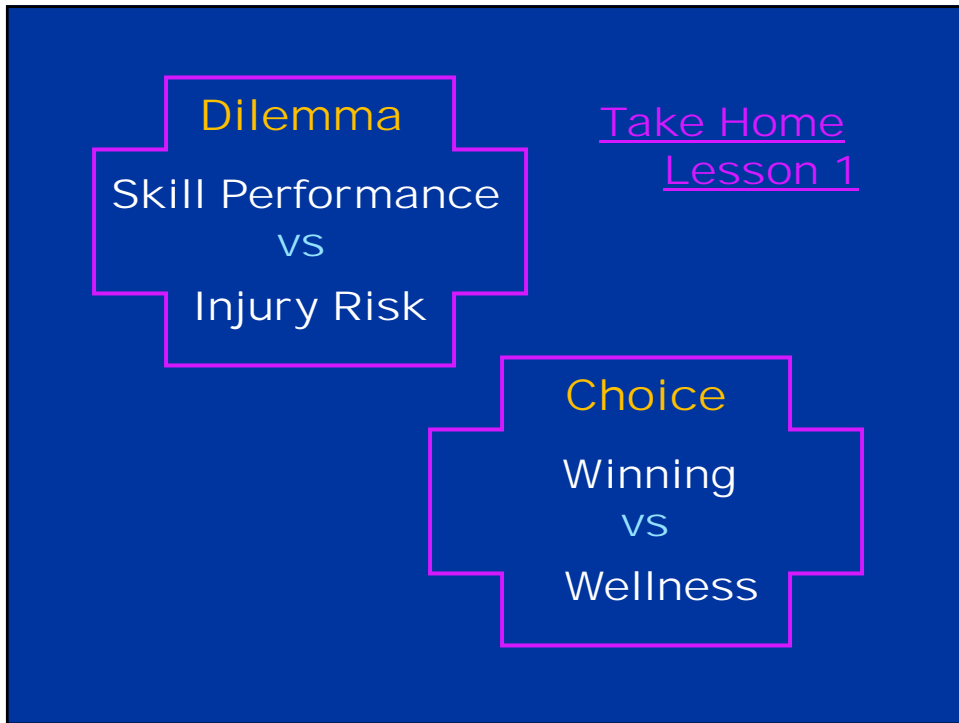 Take Home
Lesson 1
Dilemma
Skill Performance
vs
Injury Risk
Choice
Winning
vs
Wellness